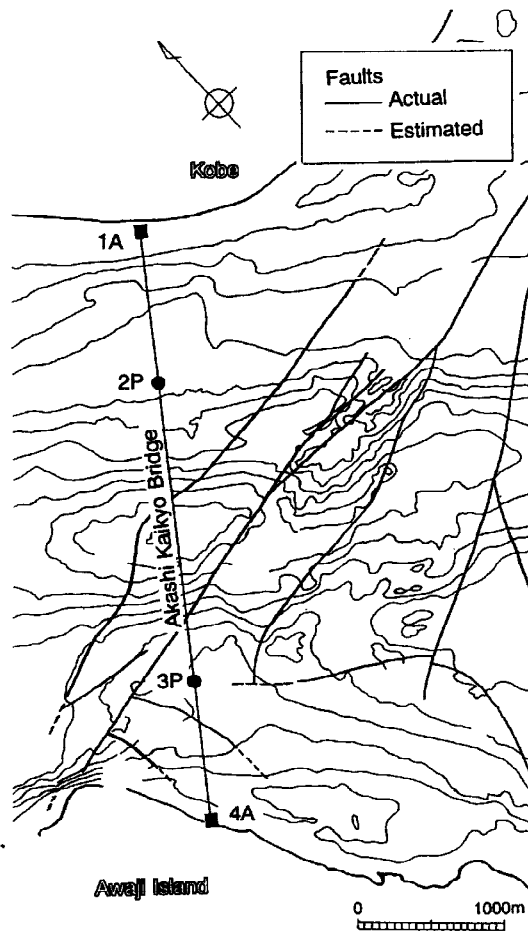 Faults
Actual
Estimated
Kobe
1A
2P
Akashi Kaikyo Bridge
3P
4A
Awaji Island
0 1000m